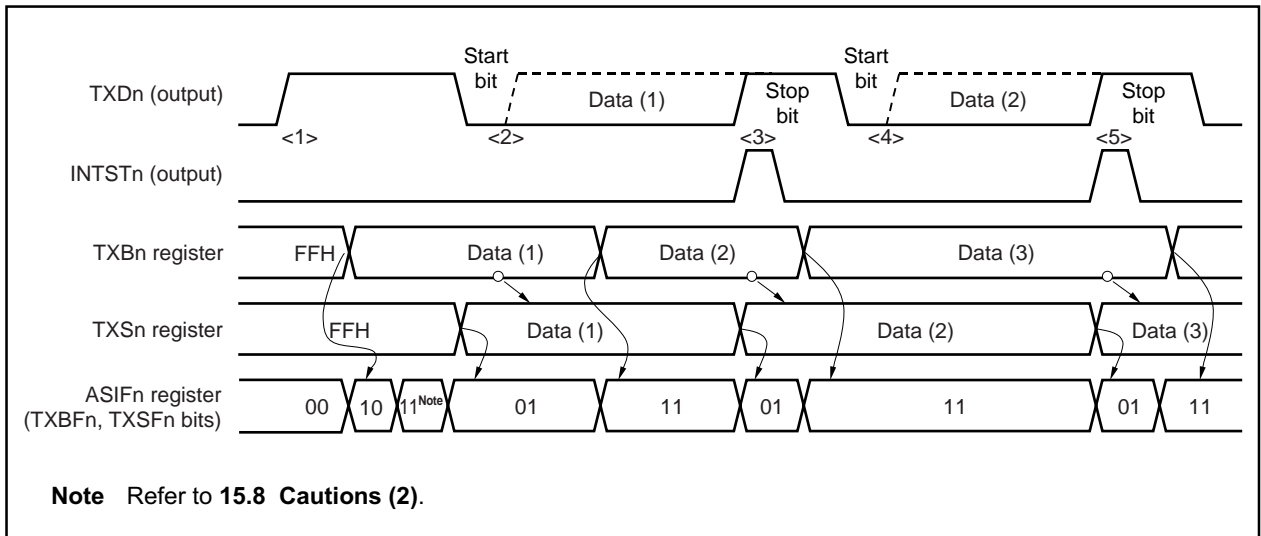 Start bit
Start bit
TXDn (output)
Data (1)
Stop bit
Data (2)
Stop bit
<1>
<2>
<3>
<4>
<5>
INTSTn (output)
TXBn register
FFH
Data (1)
Data (2)
Data (3)
TXSn register
FFH
Data (1)
Data (2)
Data (3)
ASIFn register
(TXBFn, TXSFn bits)
00
10
11Note
01
11
01
11
01
11
Note Refer to 15.8 Cautions (2).